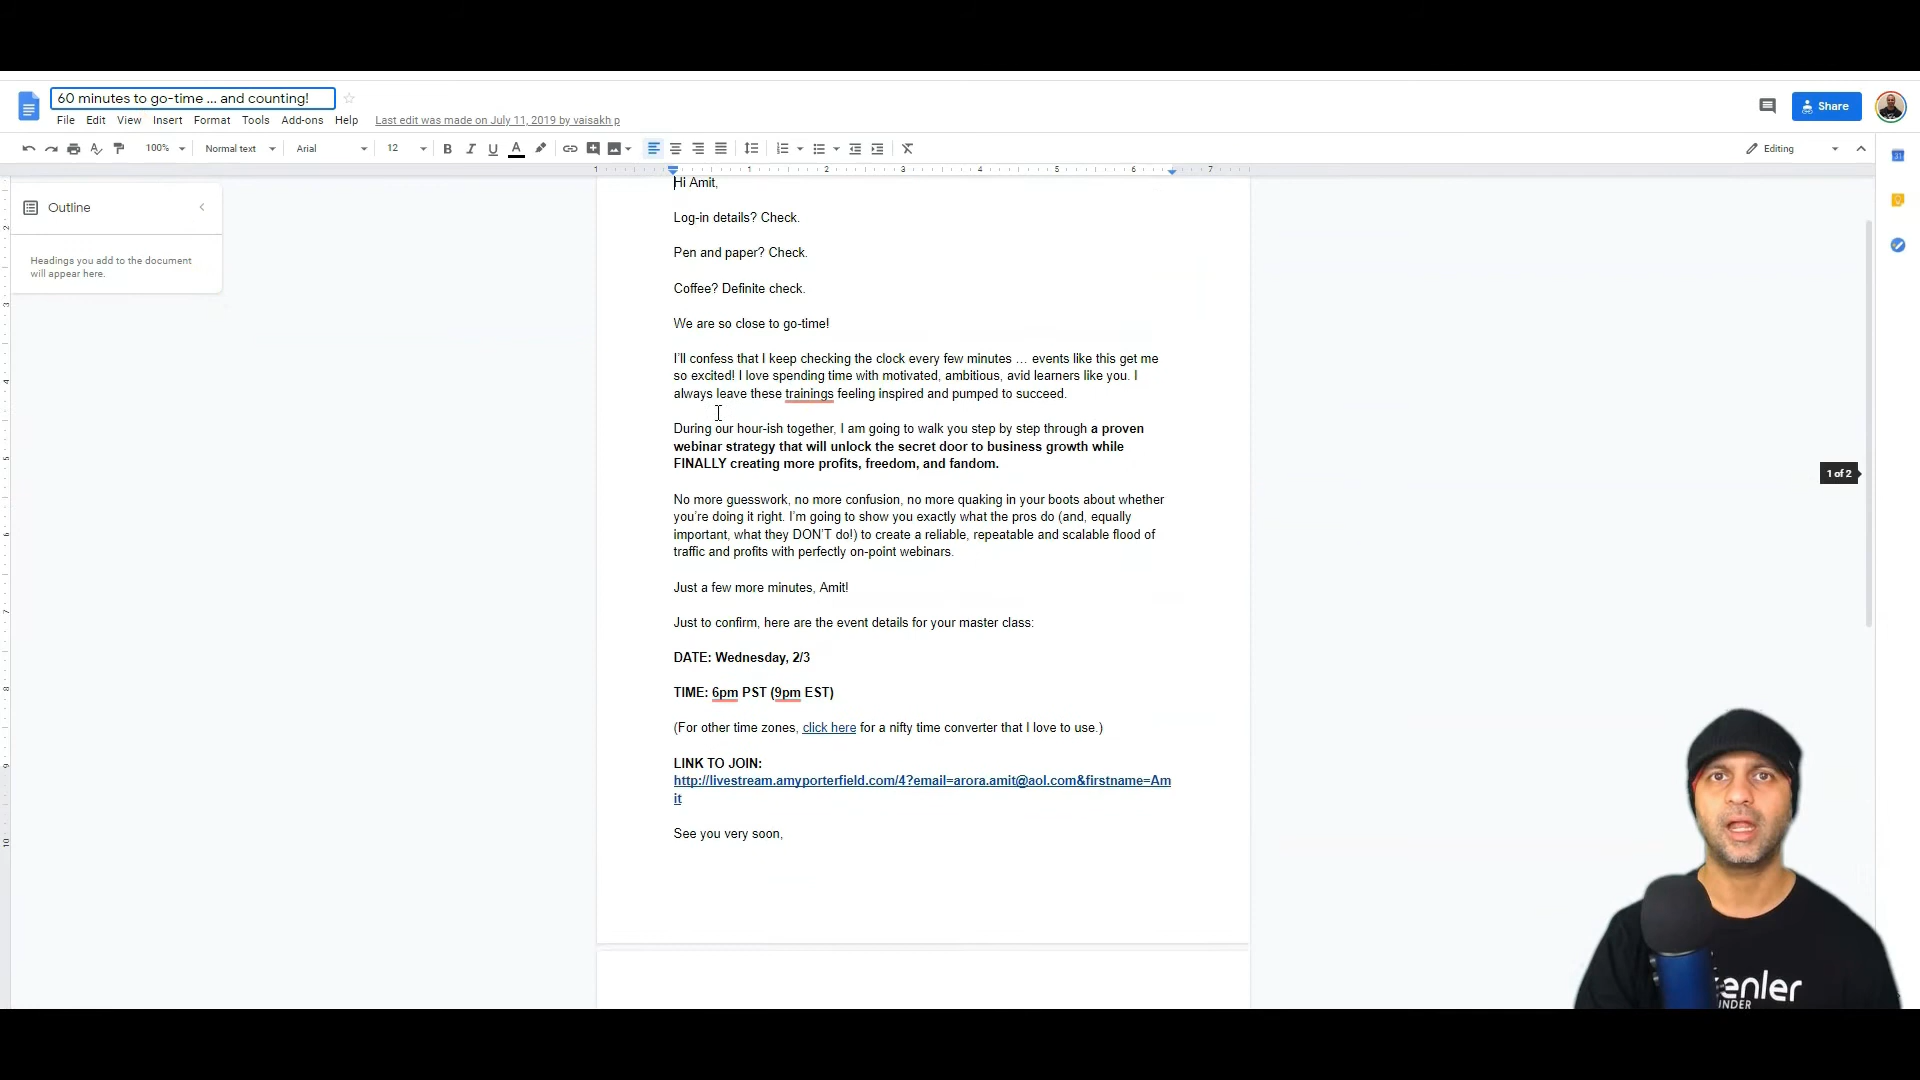 60 minutes to go-time ... and counting!
Share
File Edit View Insert Format Tools Add-ons Help Last edit was made on July 11, 2019 by vaisakh p
100% Normal text Arial 12 B I U A Editing
1 1 2 3 4 5 6 7
Outline
Headings you add to the document
will appear here.
Hi Amit,
Log-in details? Check.
Pen and paper? Check.
Coffee? Definite check.
We are so close to go-time!
I'll confess that I keep checking the clock every few minutes … events like this get me
so excited! I love spending time with motivated, ambitious, avid learners like you. I
always leave these trainings feeling inspired and pumped to succeed.
During our hour-ish together, I am going to walk you step by step through a proven
webinar strategy that will unlock the secret door to business growth while
FINALLY creating more profits, freedom, and fandom.
1 of 2
No more guesswork, no more confusion, no more quaking in your boots about whether
you're doing it right. I'm going to show you exactly what the pros do (and, equally
important, what they DON'T do!) to create a reliable, repeatable and scalable flood of
traffic and profits with perfectly on-point webinars.
Just a few more minutes, Amit!
Just to confirm, here are the event details for your master class:
DATE: Wednesday, 2/3
TIME: 6pm PST (9pm EST)
(For other time zones, click here for a nifty time converter that I love to use.)
LINK TO JOIN:
http://livestream.amyporterfield.com/4?email=arora.amit@aol.com&firstname=Am
it
See you very soon,
enler
UNDER